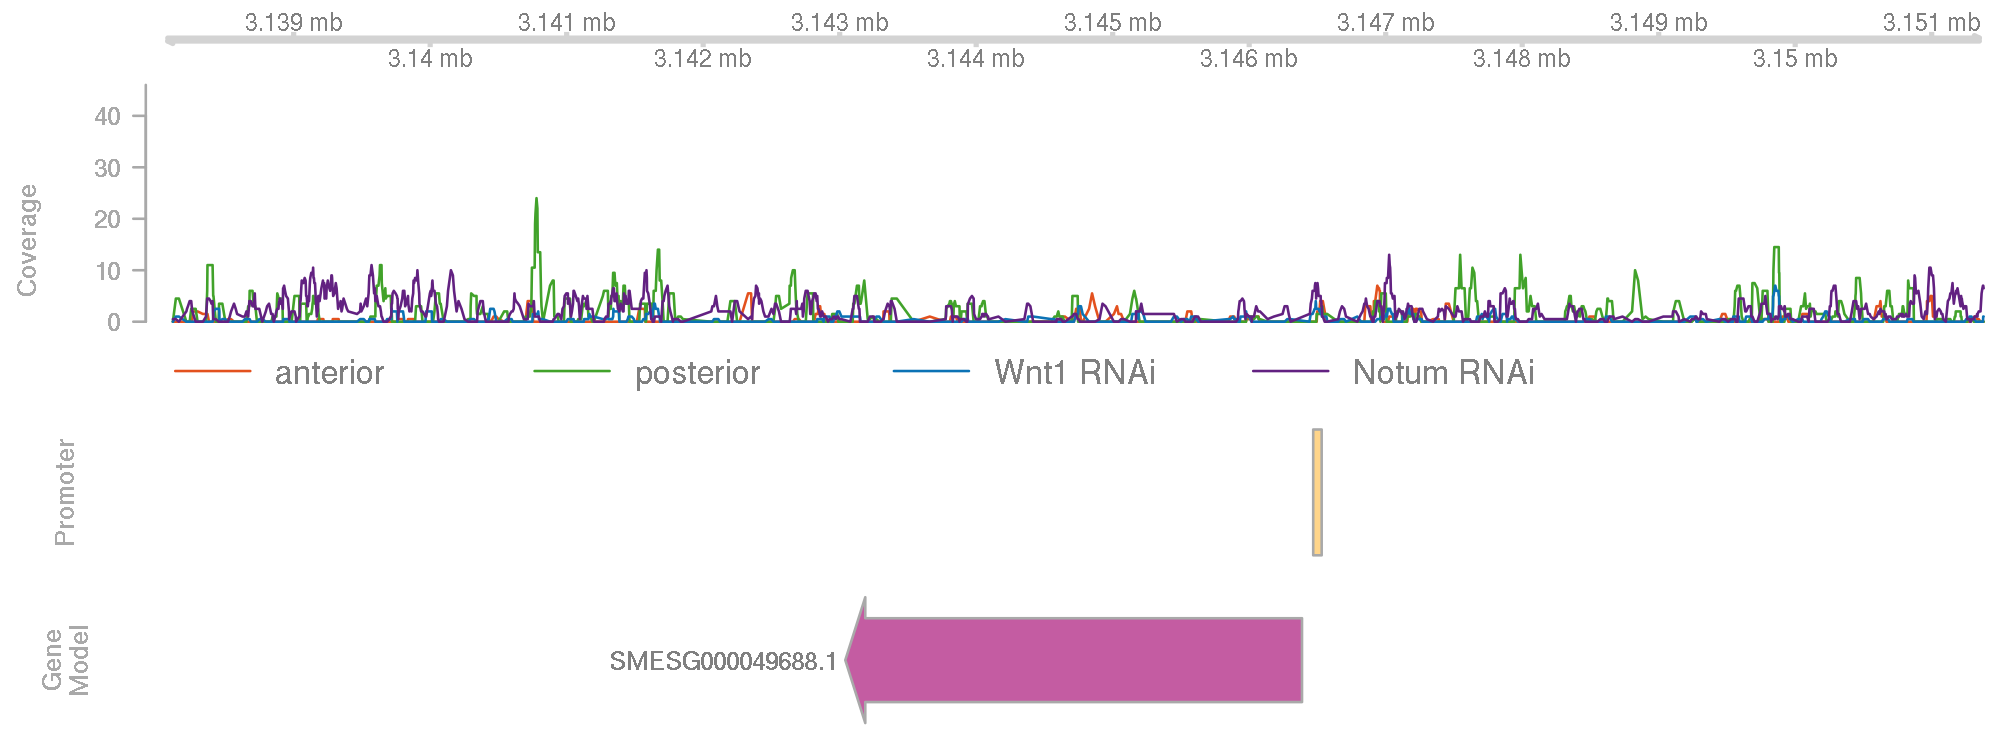 3.139 mb 3.141 mb 3.143 mb 3.145 mb 3.147 mb 3.149 mb 3.151 mb
3.14 mb 3.142 mb 3.144 mb 3.146 mb 3.148 mb 3.15 mb
Coverage
40
30
20
10
0
anterior posterior Wnt1 RNAi Notum RNAi
Promoter
Gene
Model
SMESG000049688.1